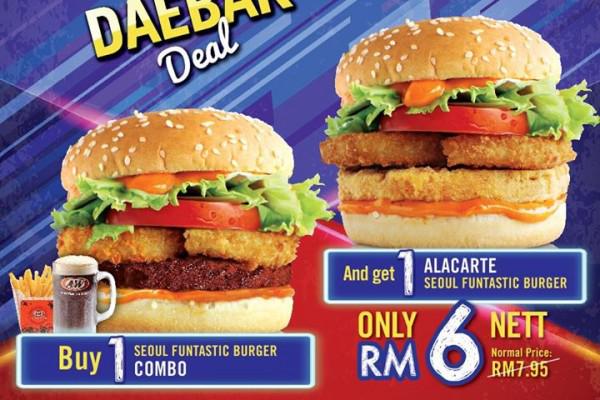 DAEBAK
Deal
And get 1 ALACARTE
SEOUL FUNTASTIC BURGER
A&W
Buy 1 SEOUL FUNTASTIC BURGER
COMBO
ONLY
RM 6 NETT
Normal Price:
RM7.95